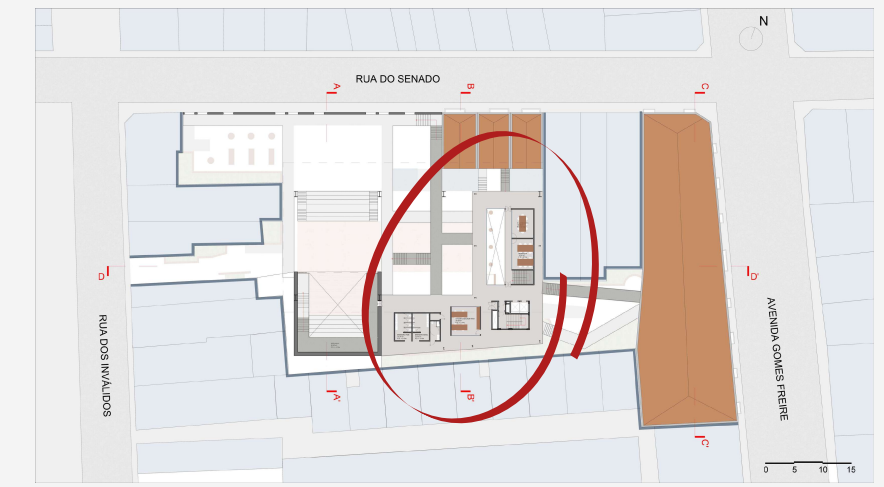 N
RUA DO SENADO
A
B
C
D
D'
RUA DOS INVÁLIDOS
AVENIDA GOMES FREIRE
A'
B'
C'
0 5 10 15